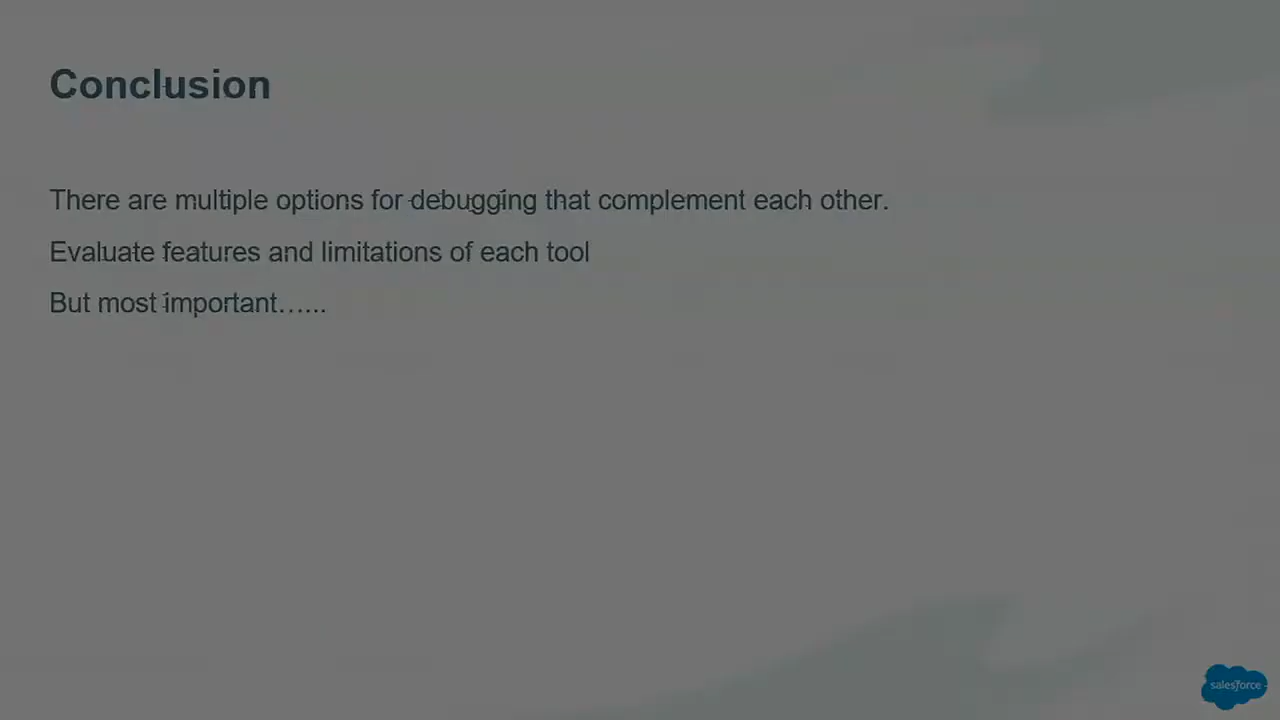 Conclusion
There are multiple options for debugging that complement each other.
Evaluate features and limitations of each tool
But most important…...
salesforce